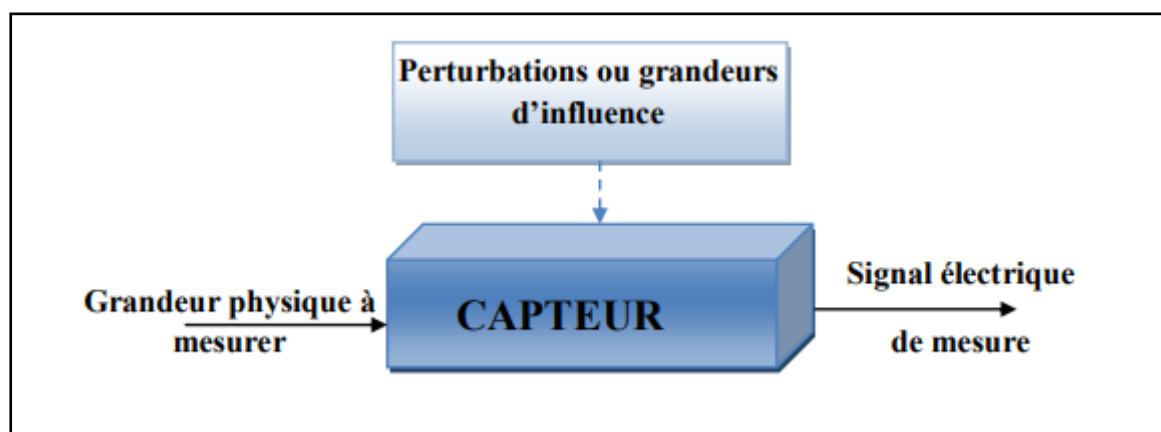 Perturbations ou grandeurs
d’influence
Grandeur physique à
mesurer
CAPTEUR
Signal électrique
de mesure